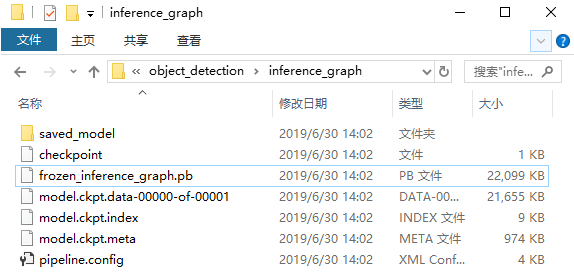 inference_graph
文件 主页 共享 查看
« object_detection › inference_graph 搜索"infe...
名称 修改日期 类型 大小
saved_model 2019/6/30 14:02 文件夹
checkpoint 2019/6/30 14:02 文件 1 KB
frozen_inference_graph.pb 2019/6/30 14:02 PB 文件 22,099 KB
model.ckpt.data-00000-of-00001 2019/6/30 14:02 DATA-00... 21,655 KB
model.ckpt.index 2019/6/30 14:02 INDEX 文件 9 KB
model.ckpt.meta 2019/6/30 14:02 META 文件 974 KB
pipeline.config 2019/6/30 14:02 XML Conf... 4 KB